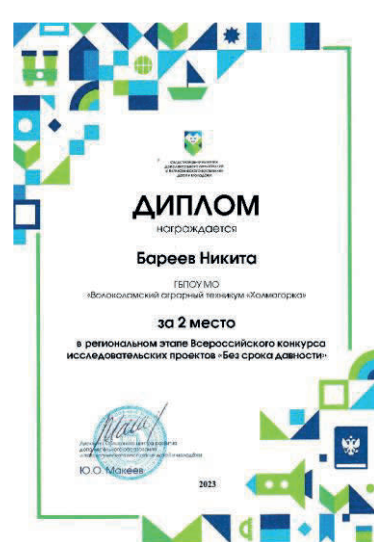 ДИПЛОМ
награждается
Бареев Никита
ГБПОУ МО
«Волоколамский аграрный техникум «Холмогорка»
за 2 место
в региональном этапе Всероссийского конкурса
исследовательских проектов «Без срока давности»
Ю.О. Макеев
2023